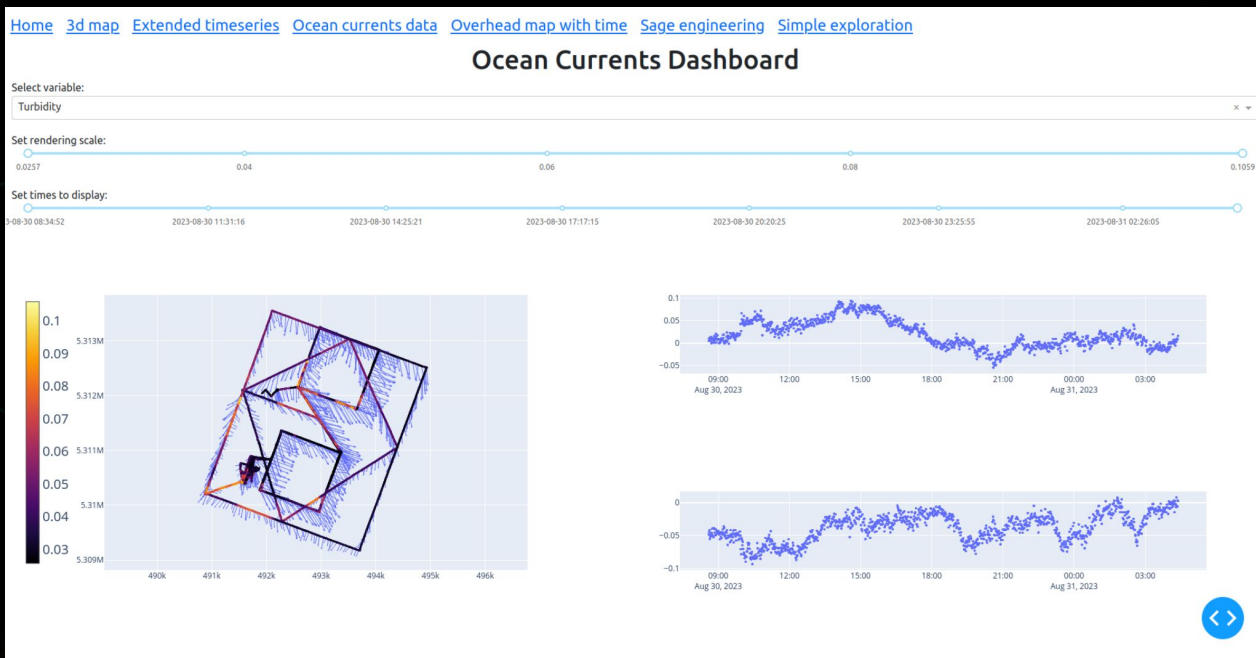 Home 3d map Extended timeseries Ocean currents data Overhead map with time Sage engineering Simple exploration
Ocean Currents Dashboard
Select variable:
Turbidity × ▾
Set rendering scale:
0.0257 0.04 0.06 0.08 0.1059
Set times to display:
3-08-30 08:34:52 2023-08-30 11:31:16 2023-08-30 14:25:21 2023-08-30 17:17:15 2023-08-30 20:20:25 2023-08-30 23:25:55 2023-08-31 02:26:05
0.1
0.09
0.08
0.07
0.06
0.05
0.04
0.03
5.313M
5.312M
5.311M
5.31M
5.309M
490k 491k 492k 493k 494k 495k 496k
0.1
0.05
0
−0.05
09:00 12:00 15:00 18:00 21:00 00:00 03:00
Aug 30, 2023 Aug 31, 2023
0
−0.05
−0.1
09:00 12:00 15:00 18:00 21:00 00:00 03:00
Aug 30, 2023 Aug 31, 2023